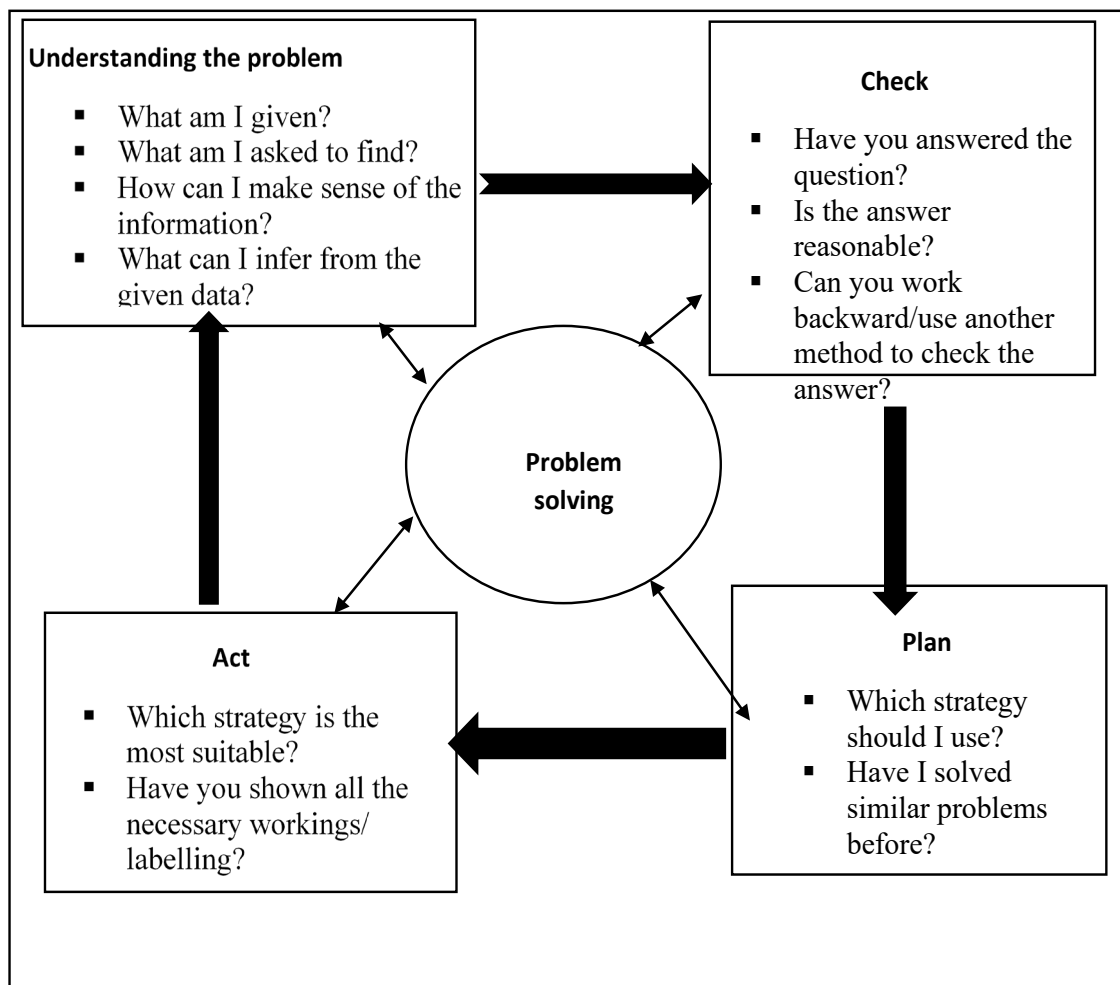 Understanding the problem
▪ What am I given?
▪ What am I asked to find?
▪ How can I make sense of the
information?
▪ What can I infer from the
given data?
Check
▪ Have you answered the
question?
▪ Is the answer
reasonable?
▪ Can you work
backward/use another
method to check the
answer?
Problem
solving
Act
▪ Which strategy is the
most suitable?
▪ Have you shown all the
necessary workings/
labelling?
Plan
▪ Which strategy
should I use?
▪ Have I solved
similar problems
before?